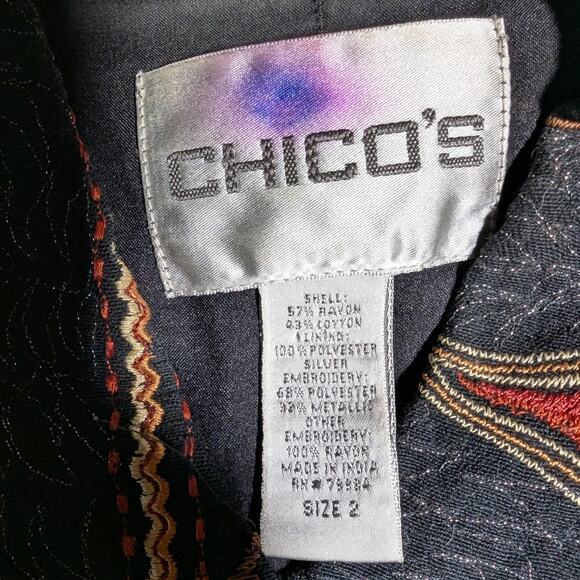 CHICO'S
SHELL:
57% RAYON
43% COTTON
LINING:
100% POLYESTER
SILVER
EMBROIDERY:
68% POLYESTER
32% METALLIC
OTHER
EMBROIDERY:
100% RAYON
MADE IN INDIA
RN# 79984
SIZE 2